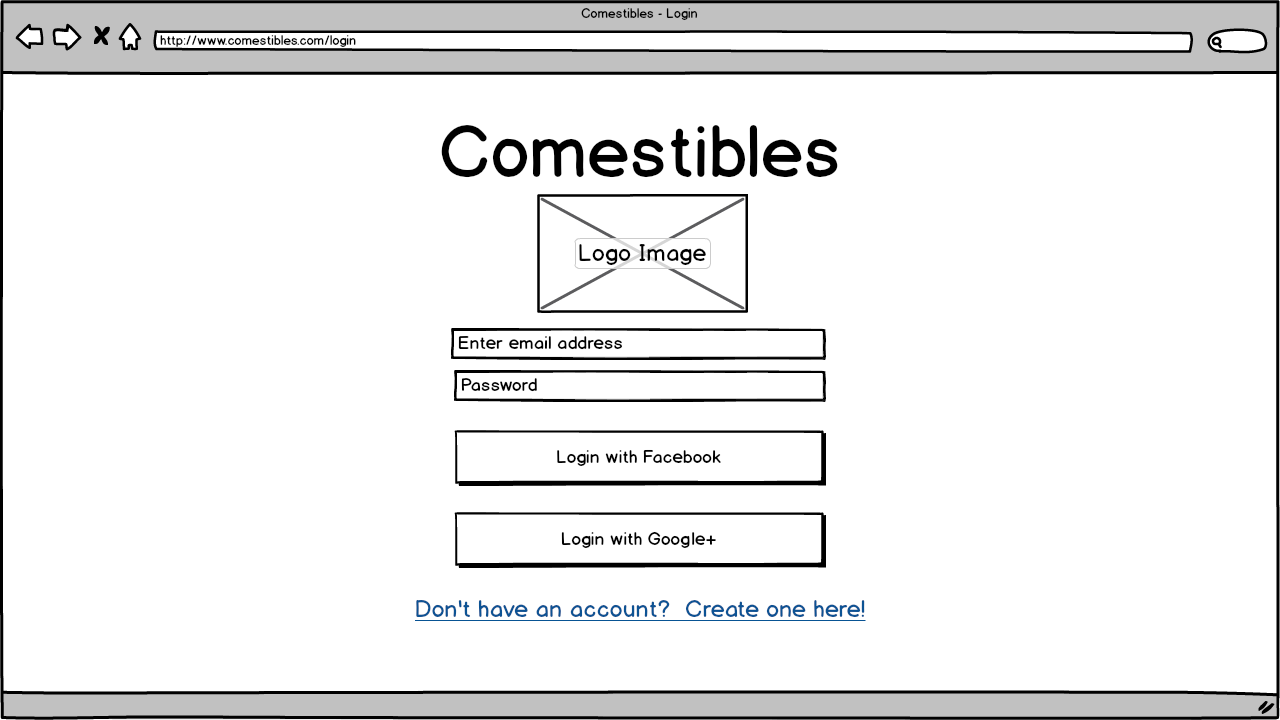 Comestibles - Login
http://www.comestibles.com/login
Comestibles
Logo Image
Enter email address
Password
Login with Facebook
Login with Google+
Don't have an account?  Create one here!